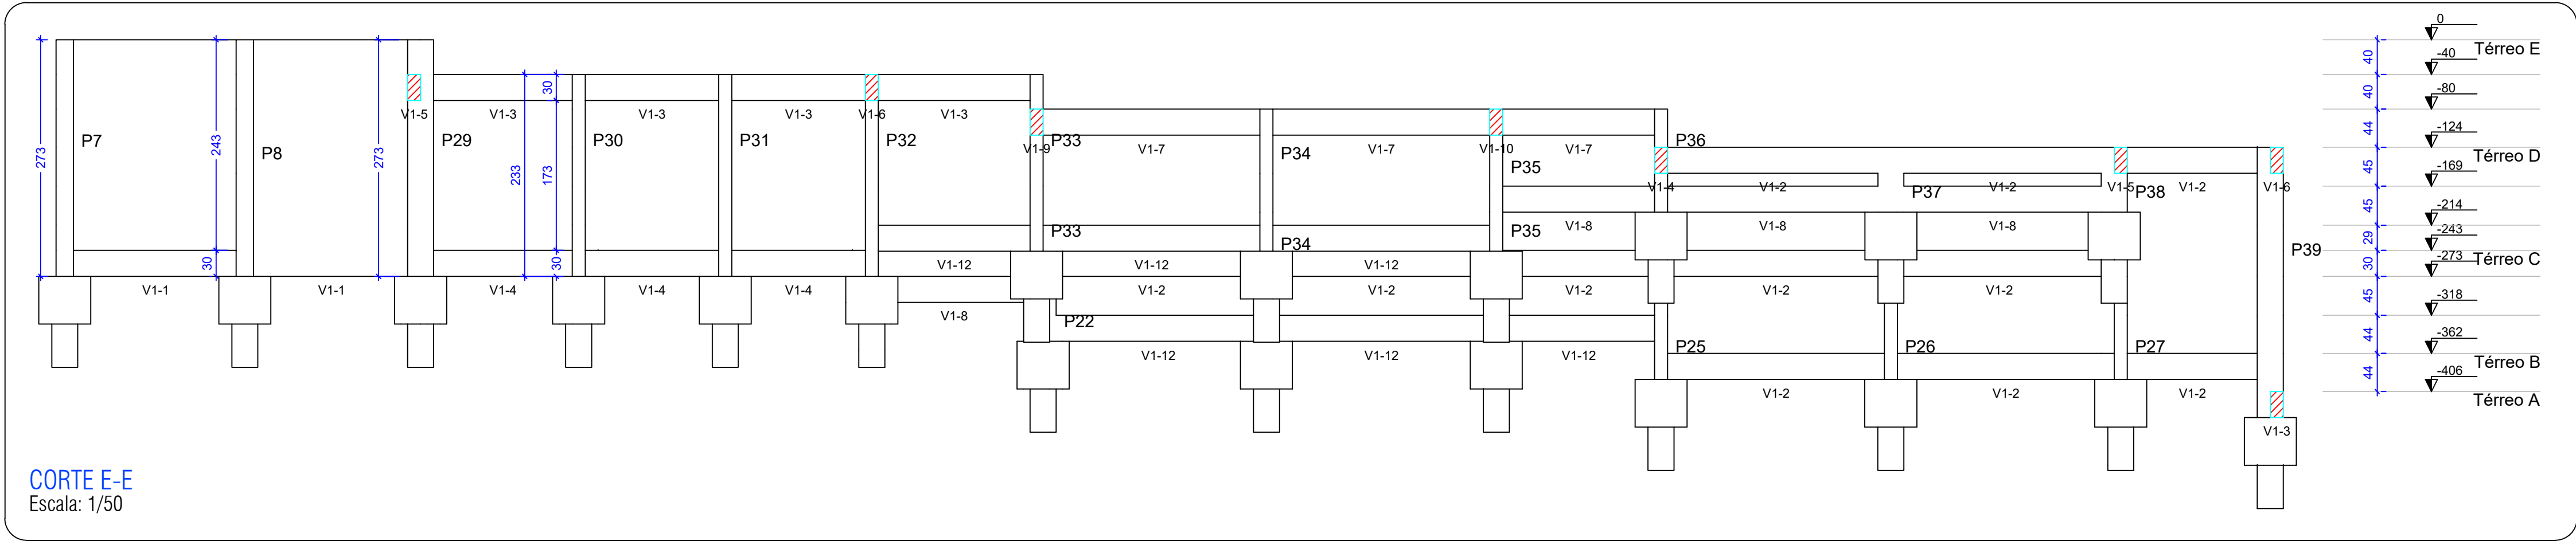 0
Térreo E
40
-40
40
-80
44
-124
Térreo D
45
-169
45
-214
29
-243
30
-273
Térreo C
45
-318
44
-362
Térreo B
44
-406
Térreo A
273
P7
243
30
P8
273
V1-5
P29
233
30
173
30
V1-3
P30
V1-3
P31
V1-3
V1-6
P32
V1-3
V1-9
P33
V1-7
P34
V1-7
V1-10
P35
V1-7
P36
V1-4
V1-2
P37
V1-2
V1-5
P38
V1-2
V1-6
P33
P34
P35
V1-8
V1-8
V1-8
P39
V1-12
V1-12
V1-12
V1-1
V1-1
V1-4
V1-4
V1-4
V1-2
V1-2
V1-2
V1-2
V1-2
V1-8
P22
V1-12
V1-12
V1-12
P25
P26
P27
V1-2
V1-2
V1-2
V1-3
CORTE E-E
Escala: 1/50